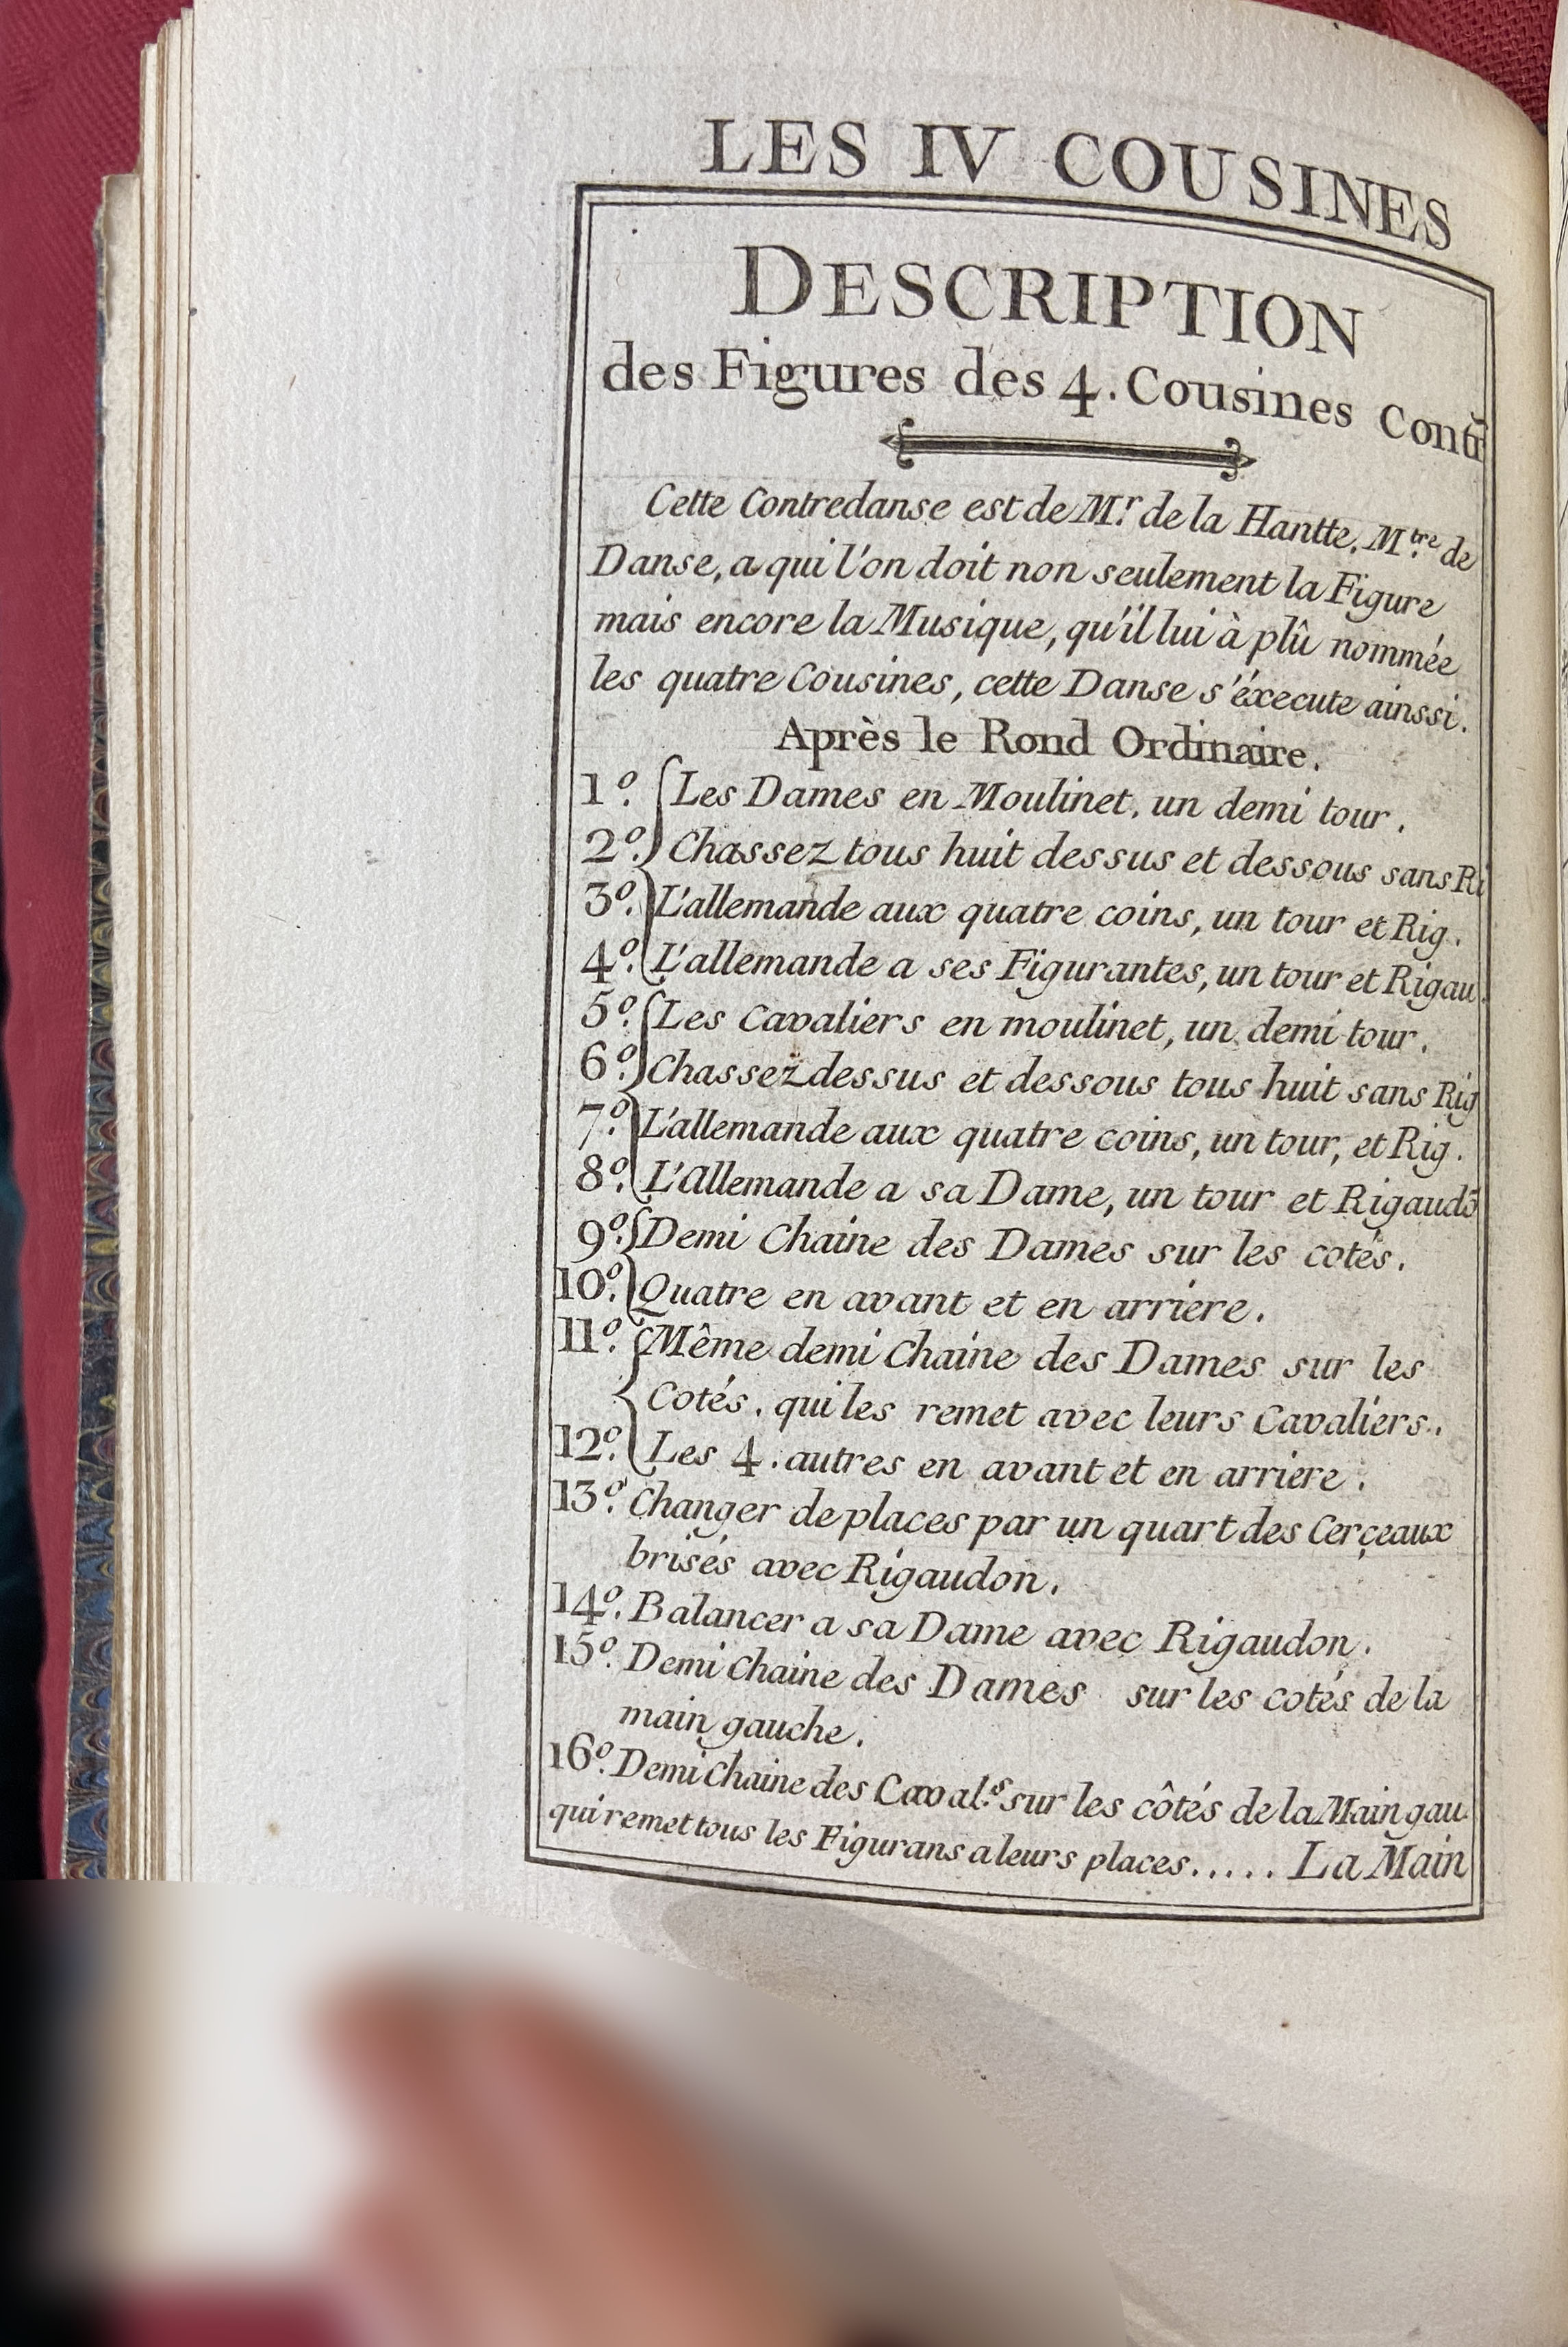 LES IV COUSINES
DESCRIPTION
des Figures des 4. Cousines Contr̃
Cette Contredanse est de M.r de la Hantte, M.tre de
Danse, a qui l'on doit non seulement la Figure
mais encore la Musique, qu'il lui à plû nommée
les quatre Cousines, cette Danse s'éxecute ainssi.
Après le Rond Ordinaire.
1.º Les Dames en Moulinet, un demi tour.
2.º Chassez tous huit dessus et dessous sans Ri
3.º L'allemande aux quatre coins, un tour et Rig.
4.º L'allemande a ses Figurantes, un tour et Rigau.
5.º Les Cavaliers en moulinet, un demi tour.
6.º Chassez dessus et dessous tous huit sans Rig
7.º L'allemande aux quatre coins, un tour, et Rig.
8.º L'Allemande a sa Dame, un tour et Rigaudõ
9.º Demi Chaine des Dames sur les cotés.
10.º Quatre en avant et en arriere.
11.º Même demi Chaine des Dames sur les
Cotés, qui les remet avec leurs Cavaliers.
12.º Les 4. autres en avant et en arriere.
13.º Changer de places par un quart des Cerçeaux
brisés avec Rigaudon.
14.º Balancer a sa Dame avec Rigaudon.
15.º Demi Chaine des Dames sur les cotés de la
main gauche.
16.º Demi Chaine des Caval.s sur les côtés de la Main gau.
qui remet tous les Figurans a leurs places..... La Main